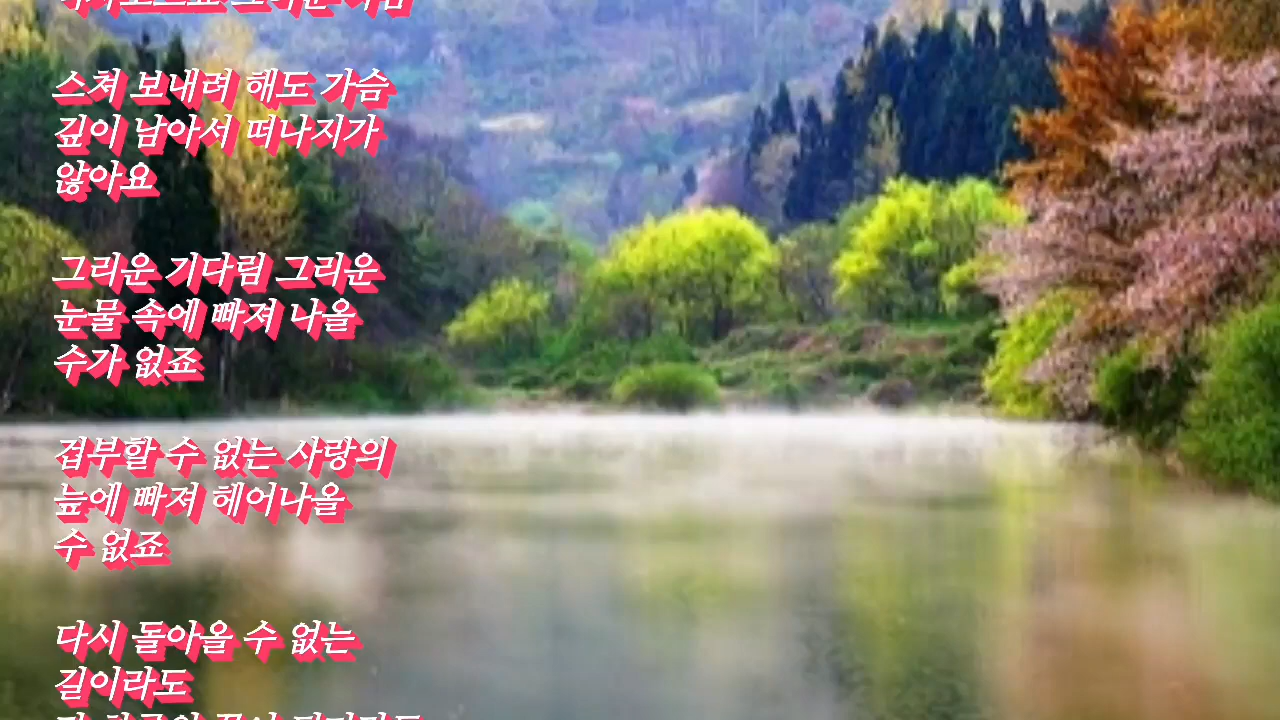 스쳐 보내려 해도 가슴
깊이 남아서 떠나지가
않아요
그리운 기다림 그리운
눈물 속에 빠져 나올
수가 없죠
겁부할 수 없는 사랑의
늪에 빠져 헤어나올
수 없죠
다시 돌아올 수 없는
길이라도